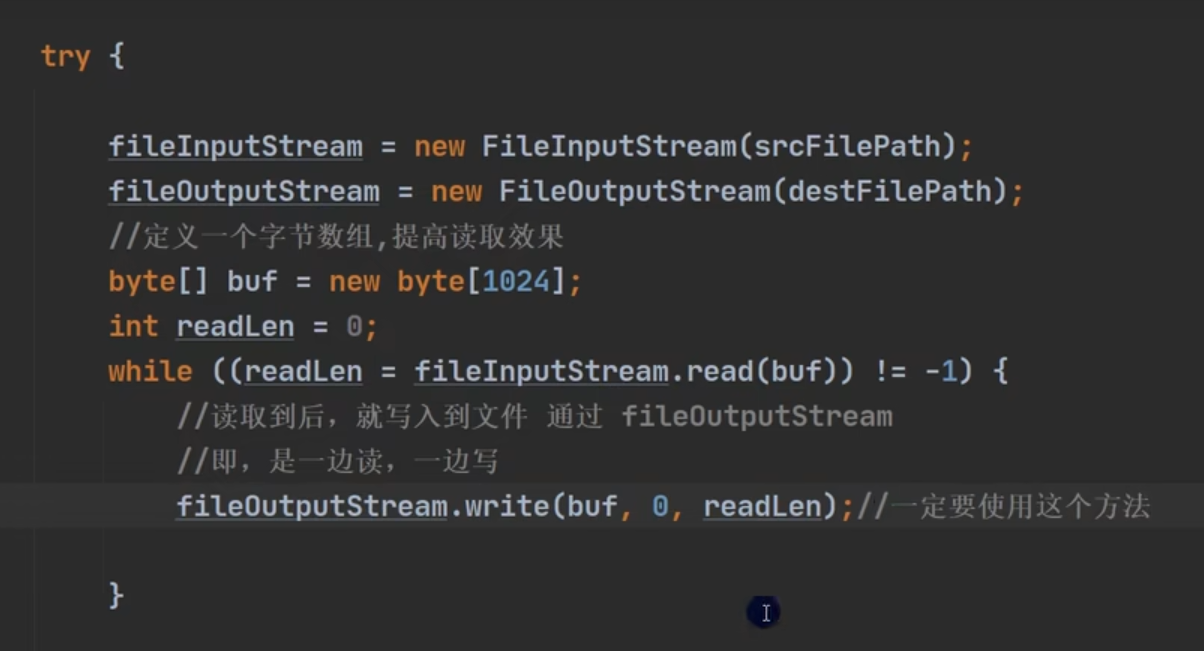 try {
fileInputStream = new FileInputStream(srcFilePath);
fileOutputStream = new FileOutputStream(destFilePath);
//定义一个字节数组,提高读取效果
byte[] buf = new byte[1024];
int readLen = 0;
while ((readLen = fileInputStream.read(buf)) != -1) {
//读取到后，就写入到文件 通过 fileOutputStream
//即，是一边读，一边写
fileOutputStream.write(buf, 0, readLen);//一定要使用这个方法
}